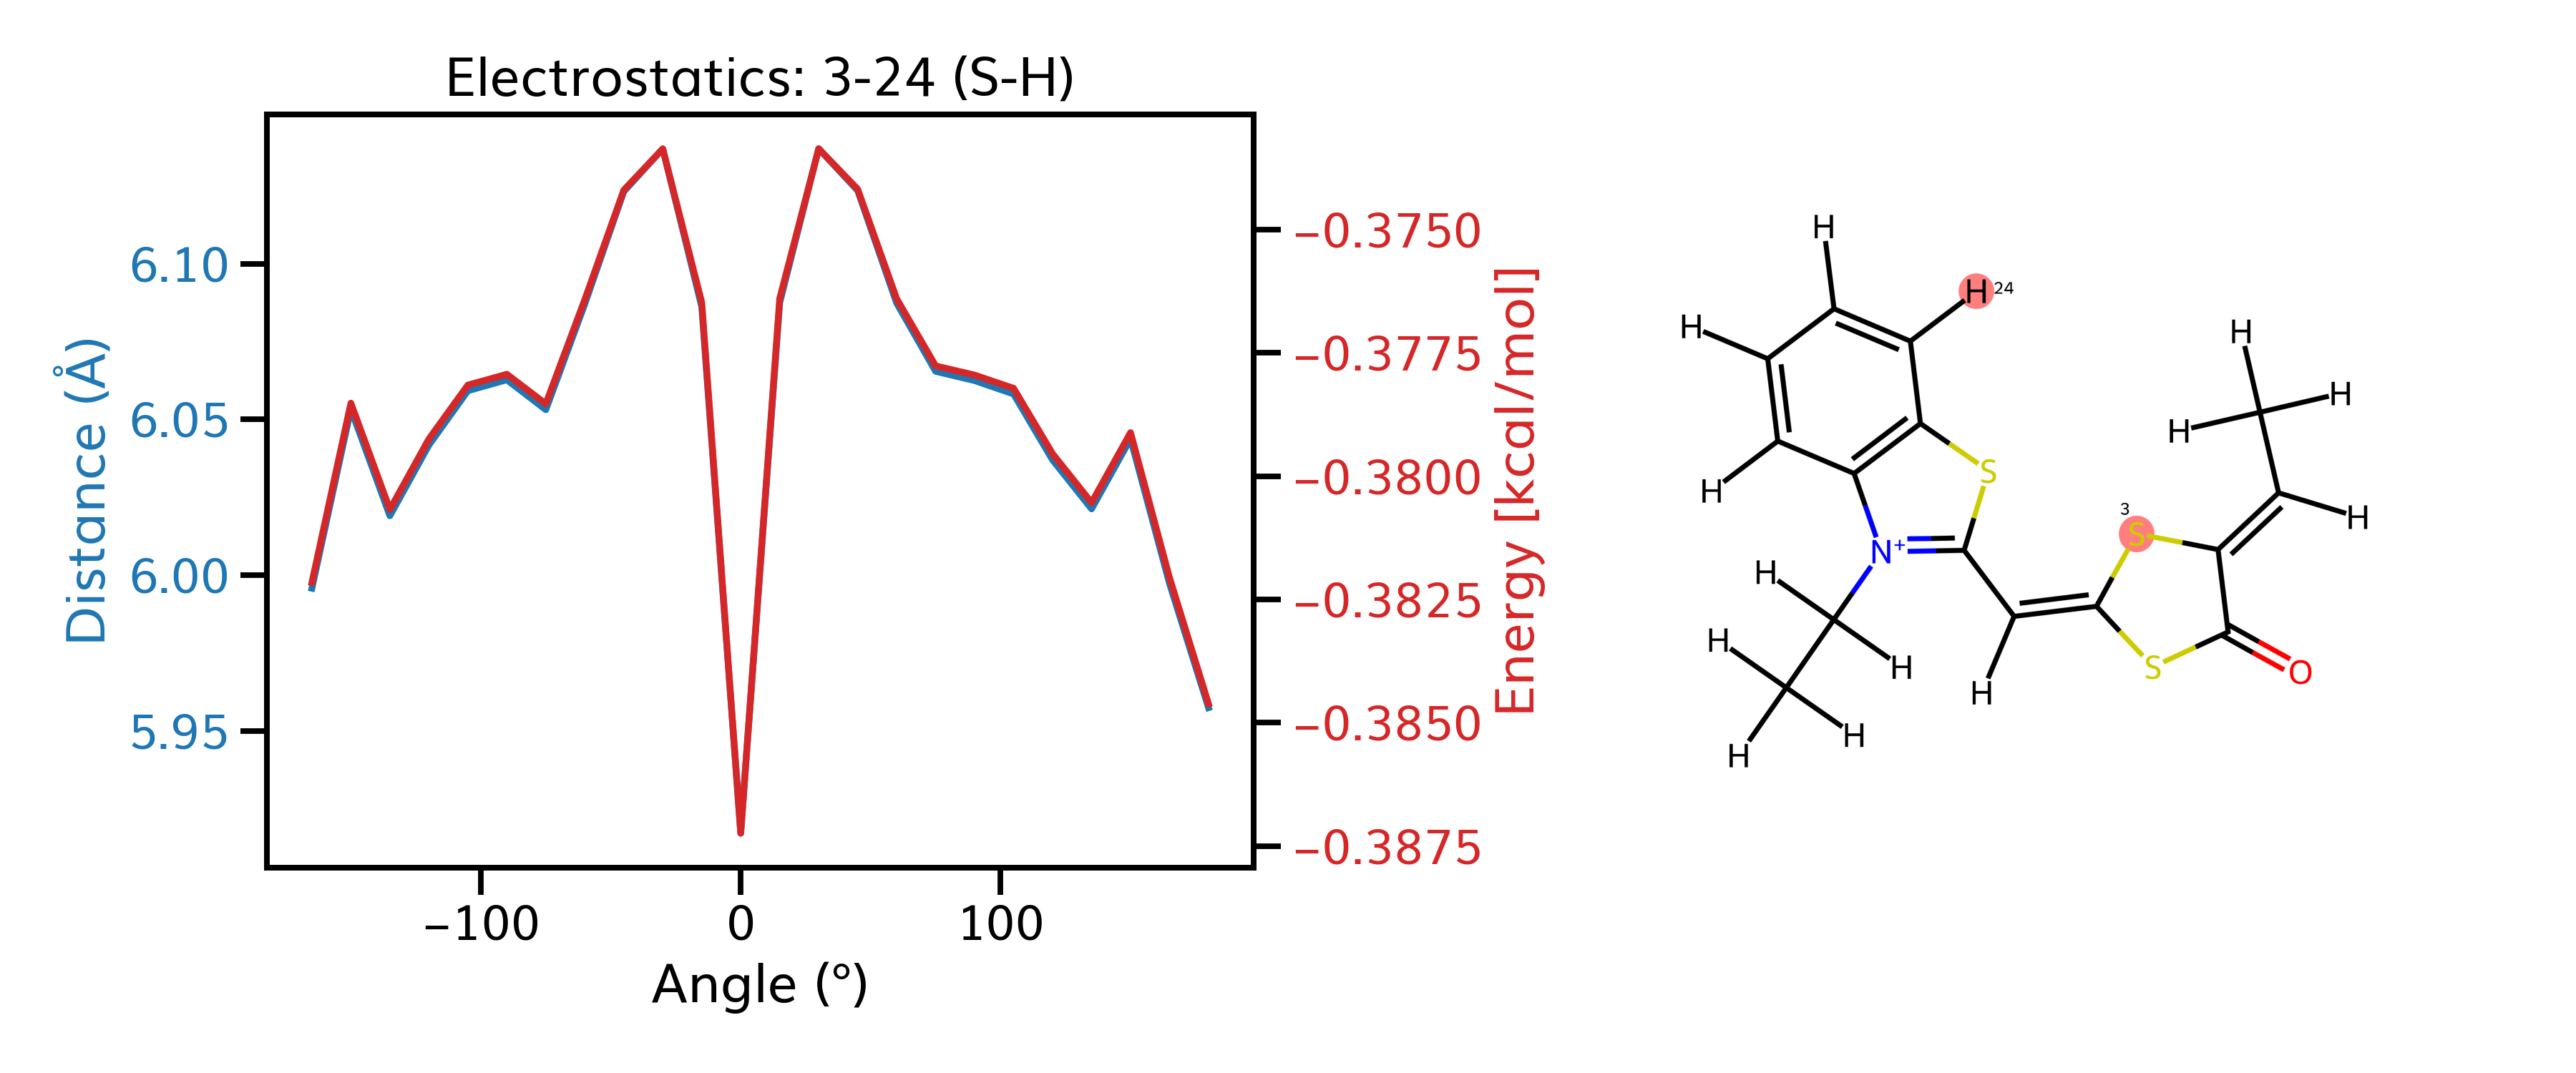 Electrostatics: 3-24 (S-H)
Distance (Å)
6.10
6.05
6.00
5.95
−0.3750
−0.3775
−0.3800
−0.3825
−0.3850
−0.3875
Energy [kcal/mol]
−100 0 100
Angle (°)
H
H 24
H
H
H
H
H
S
3
S
H
N+
H
H
H
S
O
H
H
H